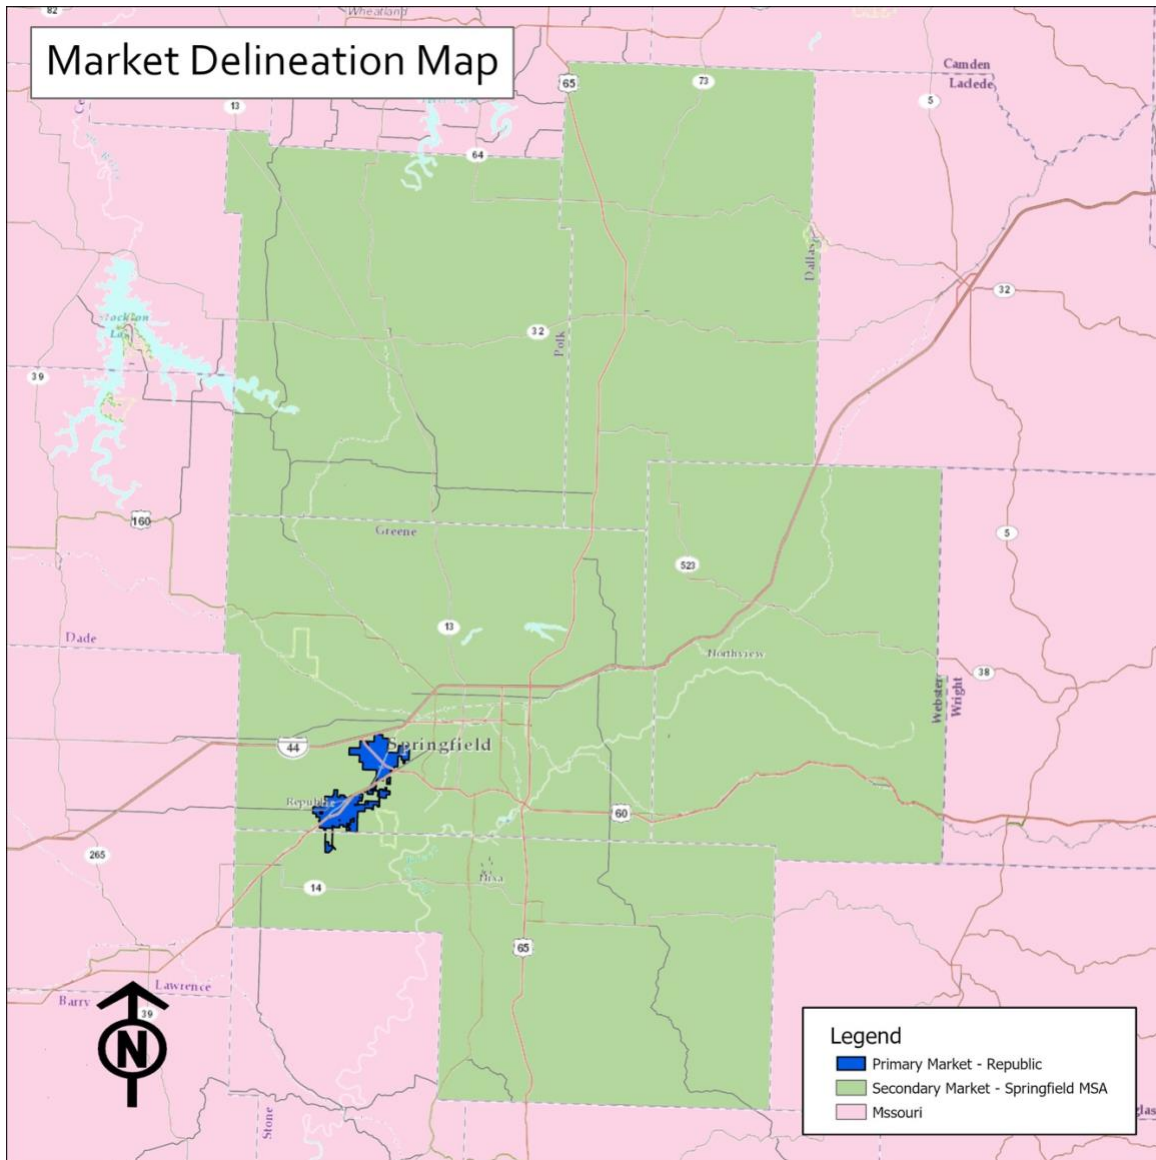 82
Wheatland
Market Delineation Map
13
64
65
73
Camden
Laclede
5
Dallas
32
32
Polk
39
160
Greene
523
5
13
Dade
Northview
38
Webster
Wright
44
Springfield
Republic
60
265
14
Nixa
65
Lawrence
Barry
39
N
Stone
Legend
Primary Market - Republic
Secondary Market - Springfield MSA
Mssouri